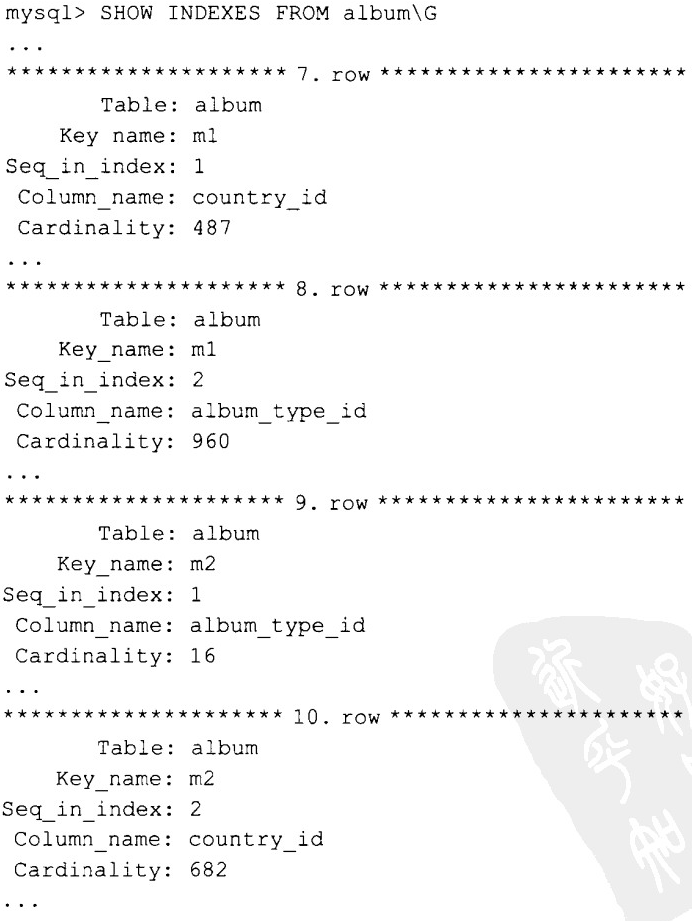 mysql> SHOW INDEXES FROM album\G
...
********************** 7. row ************************
Table: album
Key name: m1
Seq_in_index: 1
Column_name: country_id
Cardinality: 487
...
********************** 8. row ************************
Table: album
Key_name: m1
Seq_in_index: 2
Column_name: album_type_id
Cardinality: 960
...
********************** 9. row ************************
Table: album
Key_name: m2
Seq_in_index: 1
Column_name: album_type_id
Cardinality: 16
...
********************** 10. row ***********************
Table: album
Key_name: m2
Seq_in_index: 2
Column_name: country_id
Cardinality: 682
...